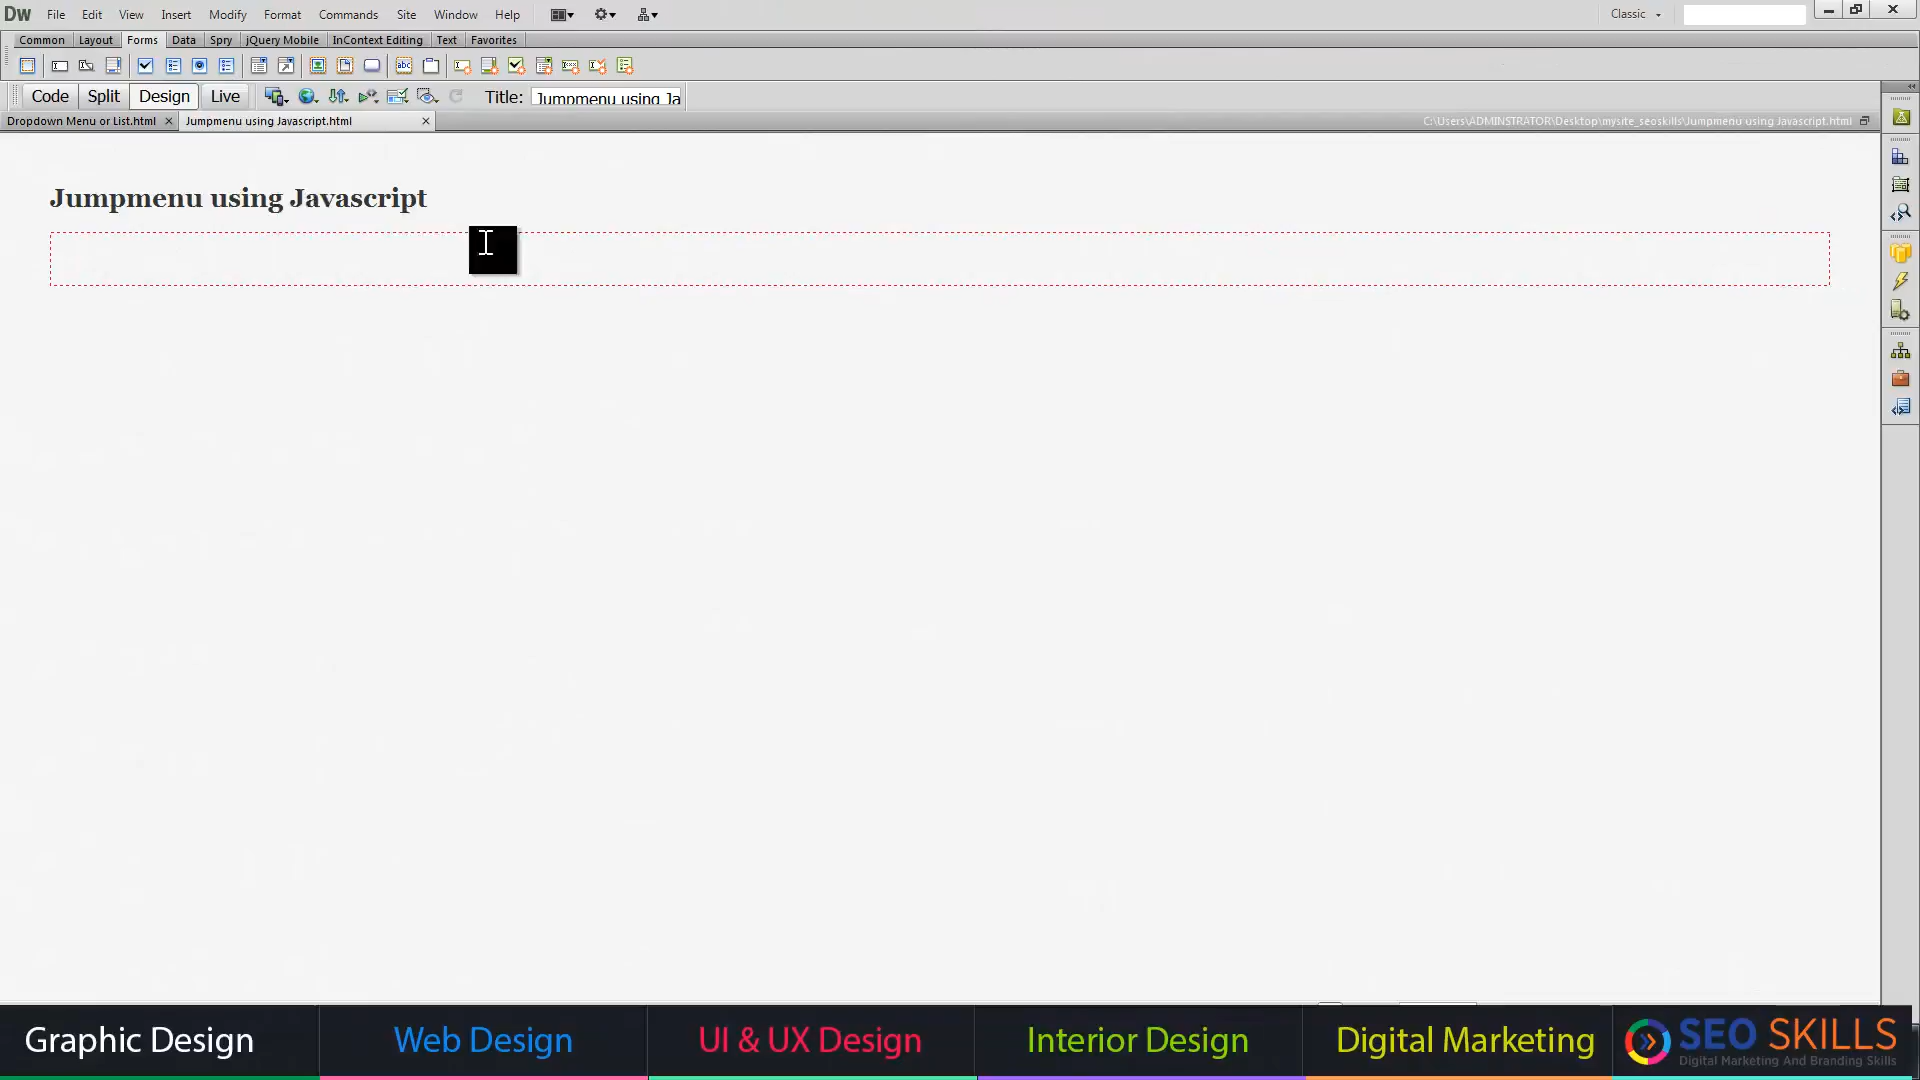 Dw File Edit View Insert Modify Format Commands Site Window Help Classic
Common Layout Forms Data Spry jQuery Mobile InContext Editing Text Favorites
Code Split Design Live Title: Jumpmenu using Ja
Dropdown Menu or List.html Jumpmenu using Javascript.html C:\Users\ADMINSTRATOR\Desktop\mysite_seoskills\Jumpmenu using Javascript.html
Jumpmenu using Javascript
Graphic Design Web Design UI & UX Design Interior Design Digital Marketing SEO SKILLS
Digital Marketing And Branding Skills